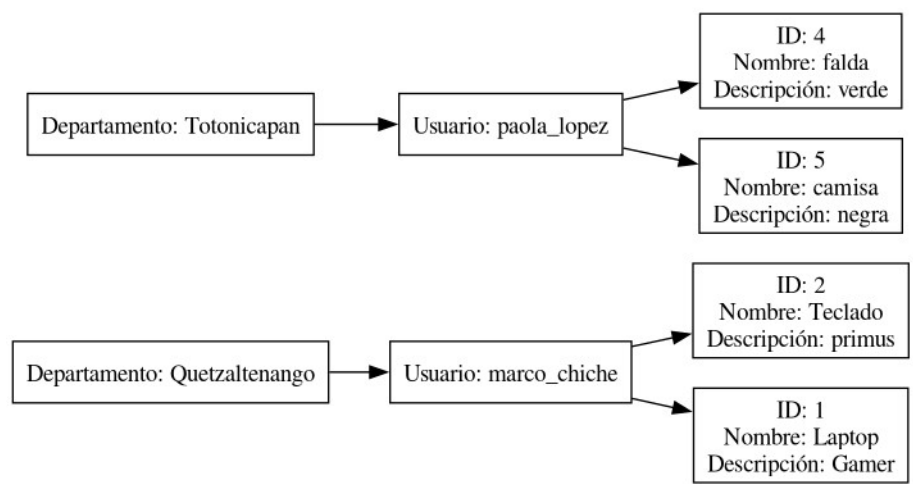 Departamento: Totonicapan
Usuario: paola_lopez
ID: 4
Nombre: falda
Descripción: verde
ID: 5
Nombre: camisa
Descripción: negra
Departamento: Quetzaltenango
Usuario: marco_chiche
ID: 2
Nombre: Teclado
Descripción: primus
ID: 1
Nombre: Laptop
Descripción: Gamer